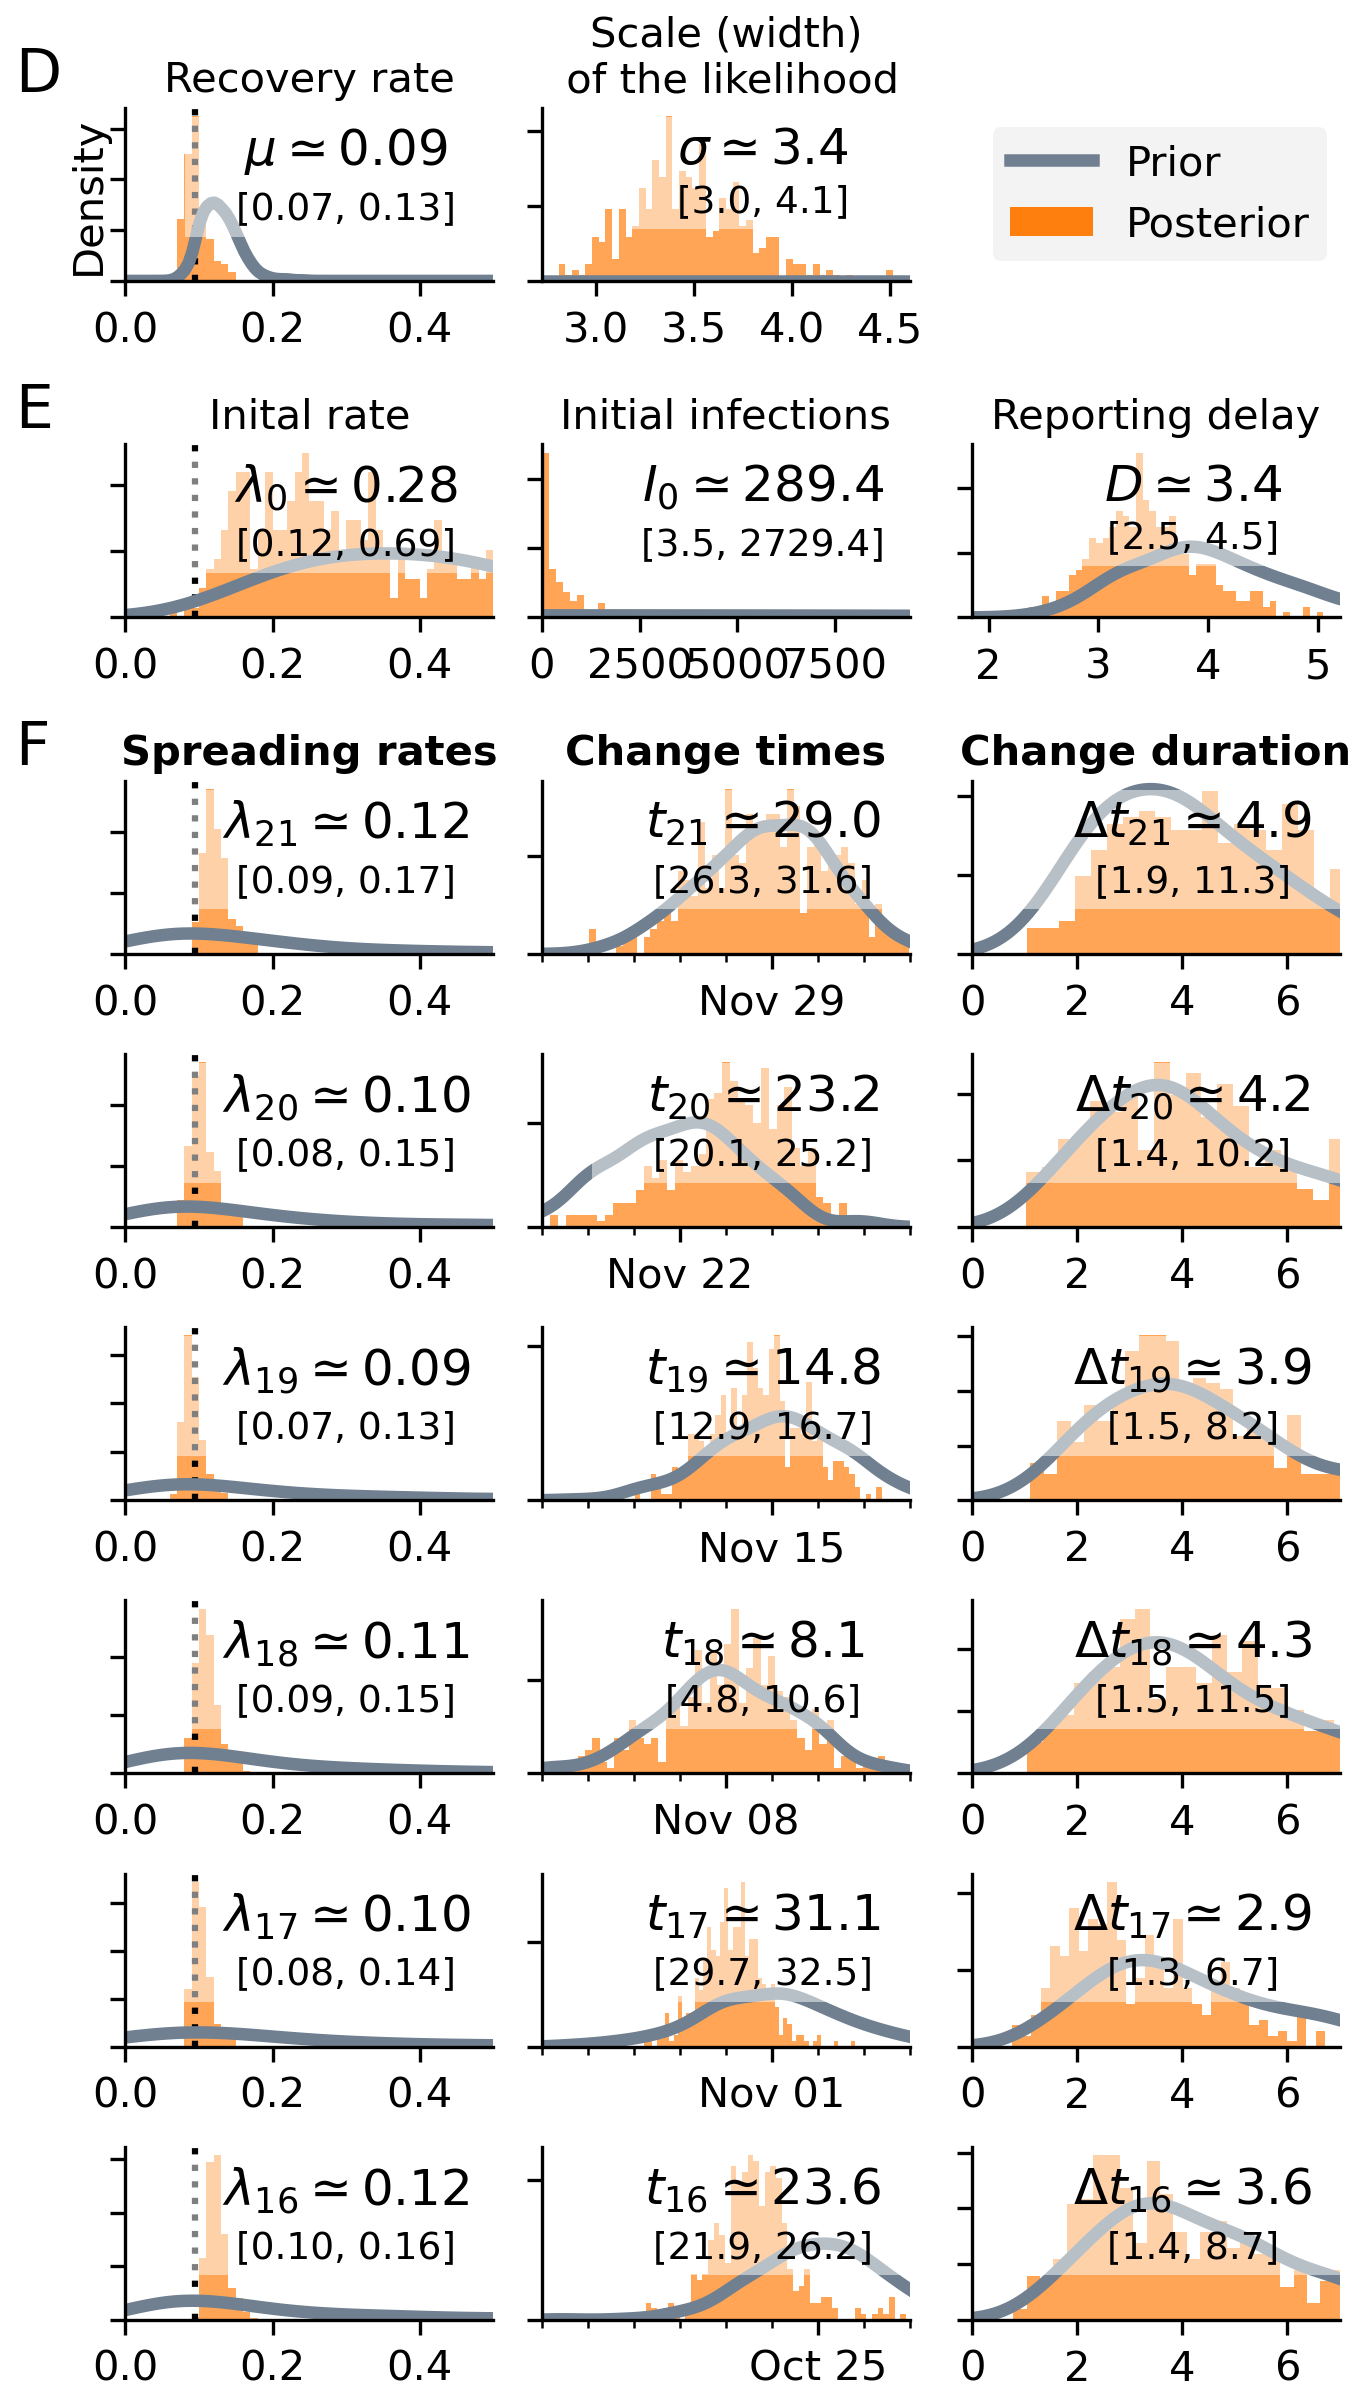 D
Recovery rate
Scale (width)
of the likelihood
Density
μ ≃ 0.09
[0.07, 0.13]
0.0 0.2 0.4
σ ≃ 3.4
[3.0, 4.1]
3.0 3.5 4.0 4.5
Prior
Posterior
E
Inital rate
λ₀ ≃ 0.28
[0.12, 0.69]
0.0 0.2 0.4
Initial infections
I₀ ≃ 289.4
[3.5, 2729.4]
0 2500 5000 7500
Reporting delay
D ≃ 3.4
[2.5, 4.5]
2 3 4 5
F
Spreading rates
Change times
Change duration
λ₂₁ ≃ 0.12
[0.09, 0.17]
0.0 0.2 0.4
t₂₁ ≃ 29.0
[26.3, 31.6]
Nov 29
Δt₂₁ ≃ 4.9
[1.9, 11.3]
0 2 4 6
λ₂₀ ≃ 0.10
[0.08, 0.15]
0.0 0.2 0.4
t₂₀ ≃ 23.2
[20.1, 25.2]
Nov 22
Δt₂₀ ≃ 4.2
[1.4, 10.2]
0 2 4 6
λ₁₉ ≃ 0.09
[0.07, 0.13]
0.0 0.2 0.4
t₁₉ ≃ 14.8
[12.9, 16.7]
Nov 15
Δt₁₉ ≃ 3.9
[1.5, 8.2]
0 2 4 6
λ₁₈ ≃ 0.11
[0.09, 0.15]
0.0 0.2 0.4
t₁₈ ≃ 8.1
[4.8, 10.6]
Nov 08
Δt₁₈ ≃ 4.3
[1.5, 11.5]
0 2 4 6
λ₁₇ ≃ 0.10
[0.08, 0.14]
0.0 0.2 0.4
t₁₇ ≃ 31.1
[29.7, 32.5]
Nov 01
Δt₁₇ ≃ 2.9
[1.3, 6.7]
0 2 4 6
λ₁₆ ≃ 0.12
[0.10, 0.16]
0.0 0.2 0.4
t₁₆ ≃ 23.6
[21.9, 26.2]
Oct 25
Δt₁₆ ≃ 3.6
[1.4, 8.7]
0 2 4 6